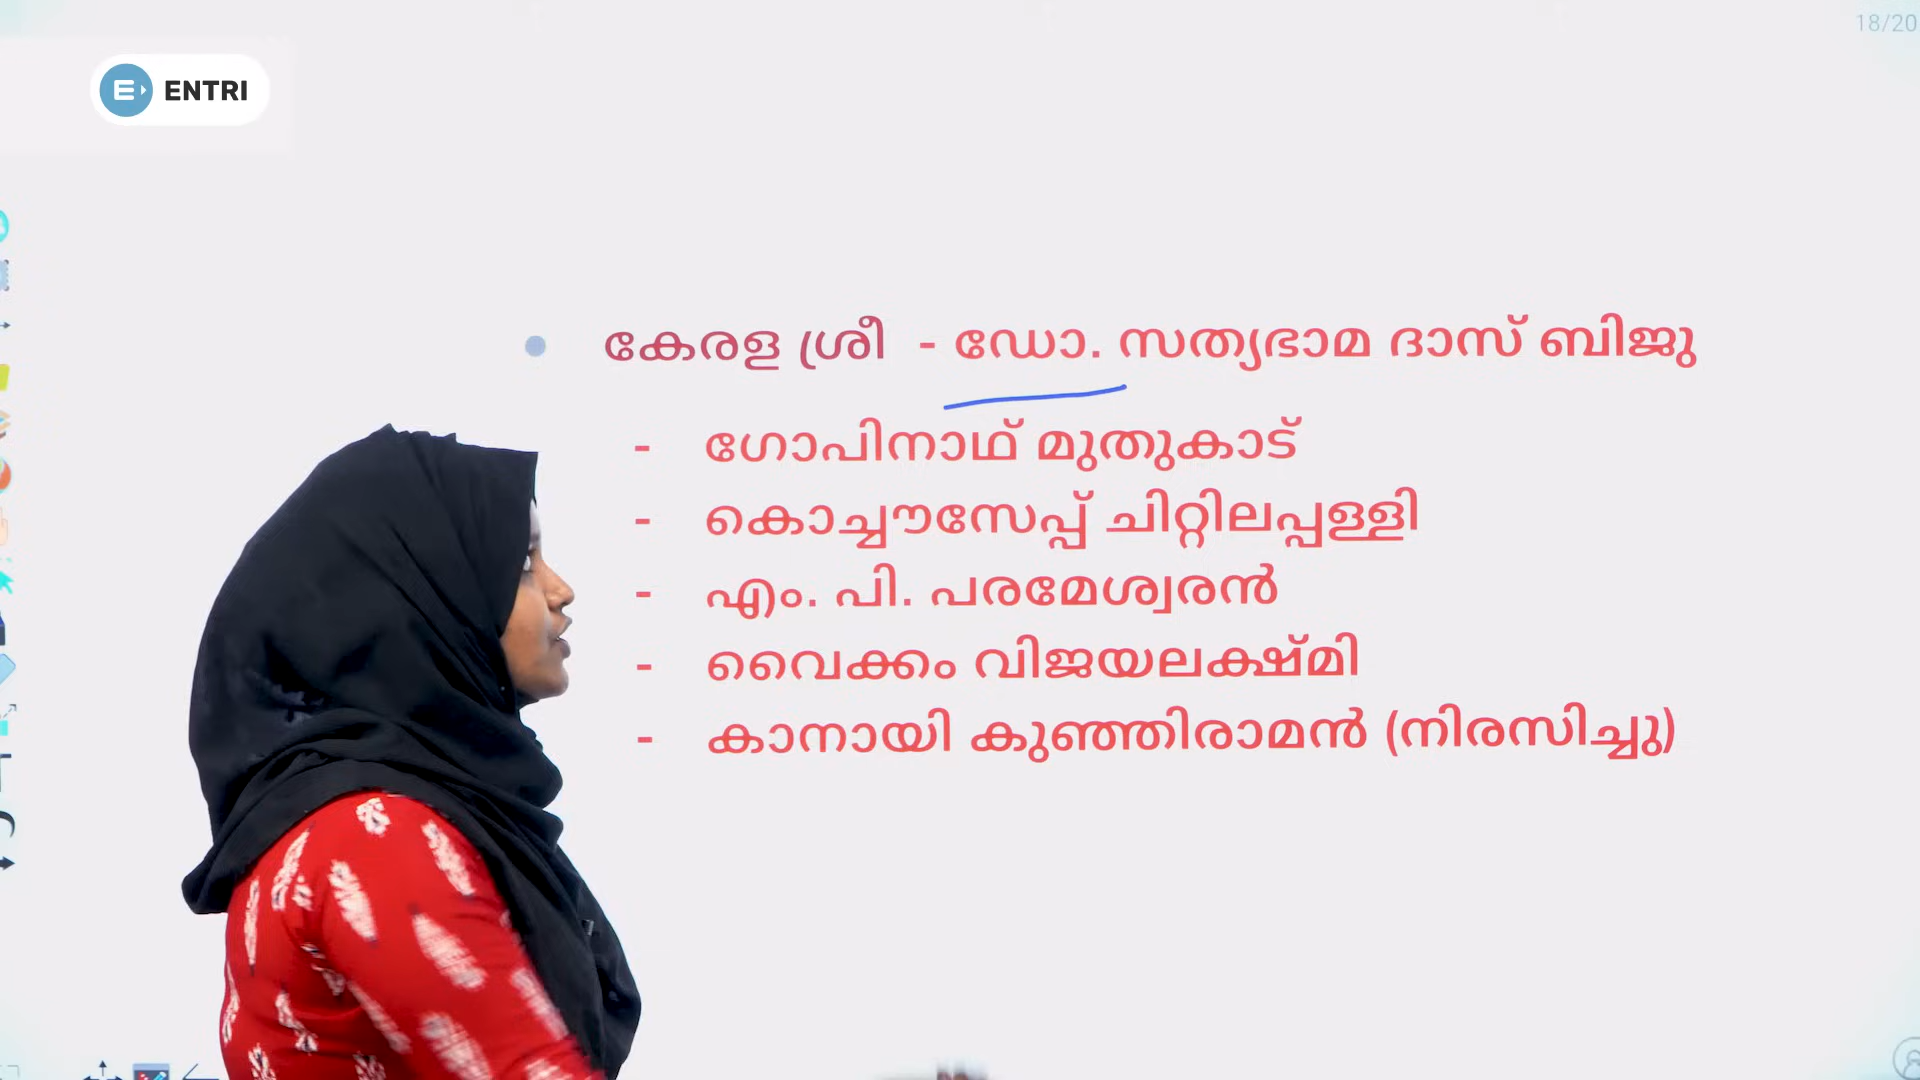 18/20
ENTRI
കേരള ശ്രീ - ഡോ. സത്യഭാമ ദാസ് ബിജു
- ഗോപിനാഥ് മുതുകാട്
- കൊച്ചൗസേപ്പ് ചിറ്റിലപ്പള്ളി
- എം. പി. പരമേശ്വരൻ
- വൈക്കം വിജയലക്ഷ്മി
- കാനായി കുഞ്ഞിരാമൻ (നിരസിച്ചു)